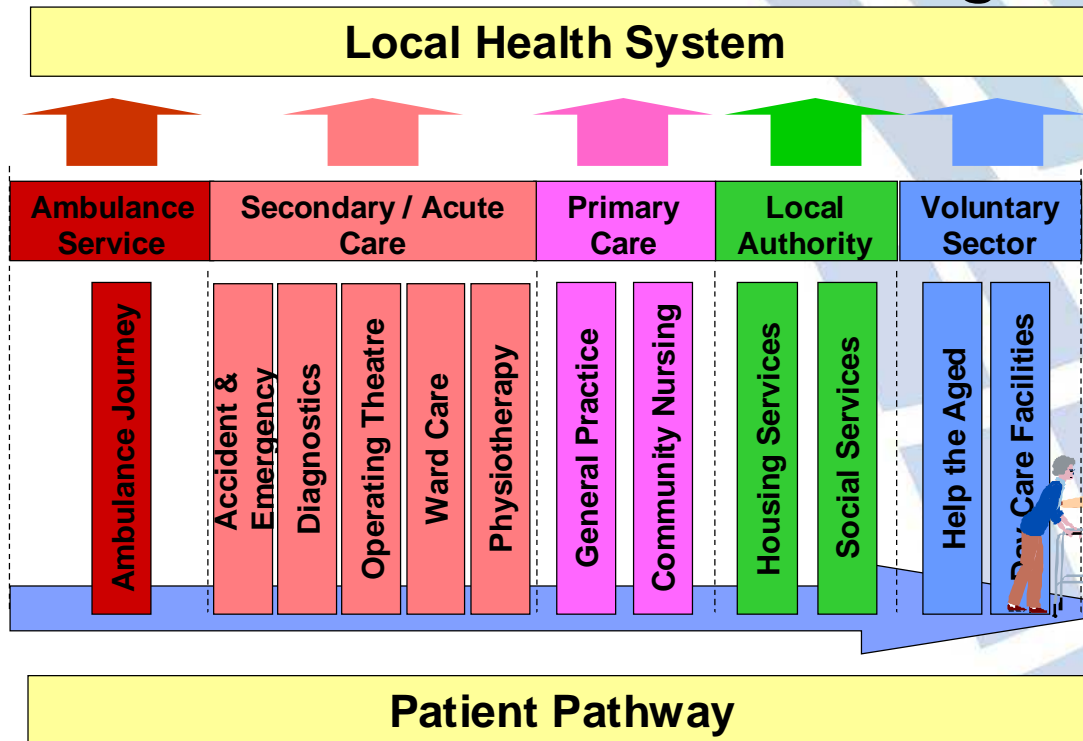 Local Health System
Ambulance
Service
Secondary / Acute
Care
Primary
Care
Local
Authority
Voluntary
Sector
Ambulance Journey
Accident &
Emergency
Diagnostics
Operating Theatre
Ward Care
Physiotherapy
General Practice
Community Nursing
Housing Services
Social Services
Help the Aged
Day Care Facilities
Patient Pathway